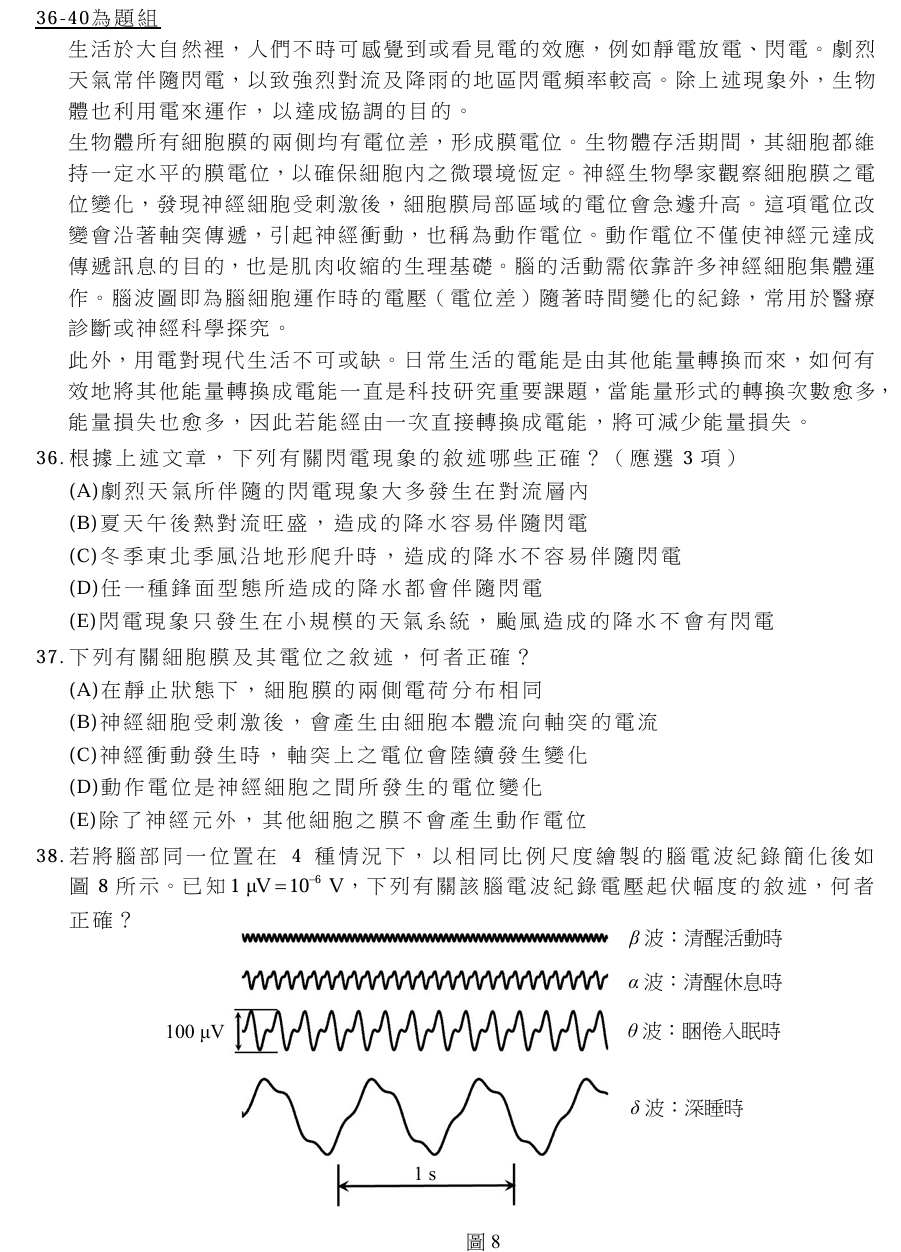 36-40為題組
生活於大自然裡，人們不時可感覺到或看見電的效應，例如靜電放電、閃電。劇烈
天氣常伴隨閃電，以致強烈對流及降雨的地區閃電頻率較高。除上述現象外，生物
體也利用電來運作，以達成協調的目的。
生物體所有細胞膜的兩側均有電位差，形成膜電位。生物體存活期間，其細胞都維
持一定水平的膜電位，以確保細胞內之微環境恆定。神經生物學家觀察細胞膜之電
位變化，發現神經細胞受刺激後，細胞膜局部區域的電位會急遽升高。這項電位改
變會沿著軸突傳遞，引起神經衝動，也稱為動作電位。動作電位不僅使神經元達成
傳遞訊息的目的，也是肌肉收縮的生理基礎。腦的活動需依靠許多神經細胞集體運
作。腦波圖即為腦細胞運作時的電壓（電位差）隨著時間變化的紀錄，常用於醫療
診斷或神經科學探究。
此外，用電對現代生活不可或缺。日常生活的電能是由其他能量轉換而來，如何有
效地將其他能量轉換成電能一直是科技研究重要課題，當能量形式的轉換次數愈多，
能量損失也愈多，因此若能經由一次直接轉換成電能，將可減少能量損失。
36.根據上述文章，下列有關閃電現象的敘述哪些正確？（應選 3 項）
(A)劇烈天氣所伴隨的閃電現象大多發生在對流層內
(B)夏天午後熱對流旺盛，造成的降水容易伴隨閃電
(C)冬季東北季風沿地形爬升時，造成的降水不容易伴隨閃電
(D)任一種鋒面型態所造成的降水都會伴隨閃電
(E)閃電現象只發生在小規模的天氣系統，颱風造成的降水不會有閃電
37.下列有關細胞膜及其電位之敘述，何者正確？
(A)在靜止狀態下，細胞膜的兩側電荷分布相同
(B)神經細胞受刺激後，會產生由細胞本體流向軸突的電流
(C)神經衝動發生時，軸突上之電位會陸續發生變化
(D)動作電位是神經細胞之間所發生的電位變化
(E)除了神經元外，其他細胞之膜不會產生動作電位
38.若將腦部同一位置在 4 種情況下，以相同比例尺度繪製的腦電波紀錄簡化後如
圖 8 所示。已知 1 μV = 10⁻⁶ V，下列有關該腦電波紀錄電壓起伏幅度的敘述，何者
正確？
β 波：清醒活動時
α 波：清醒休息時
100 μV
θ 波：睏倦入眠時
δ 波：深睡時
1 s
圖 8